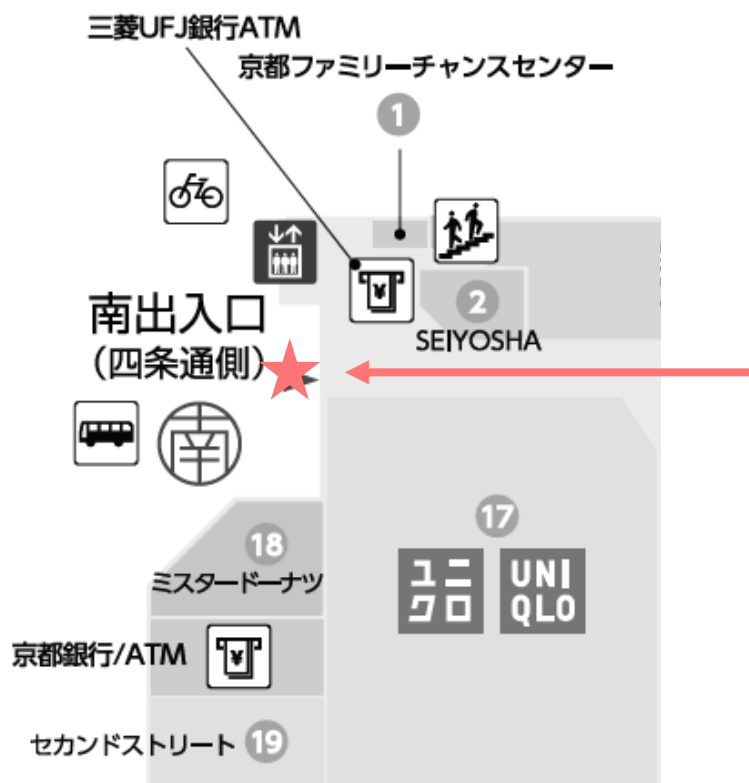 三菱UFJ銀行ATM
京都ファミリーチャンスセンター
1
¥
2
SEIYOSHA
南出入口
（四条通側）
南
17
18
ミスタードーナツ
ユニ
クロ
UNI
QLO
京都銀行/ATM
¥
セカンドストリート 19